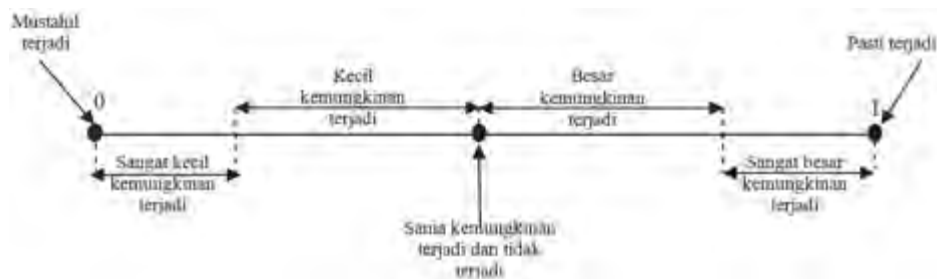 Mustahil
terjadi
Pasti terjadi
0
Kecil
kemungkinan
terjadi
Besar
kemungkinan
terjadi
1
Sangat kecil
kemungkinan
terjadi
Sangat besar
kemungkinan
terjadi
Sama kemungkinan
terjadi dan tidak
terjadi